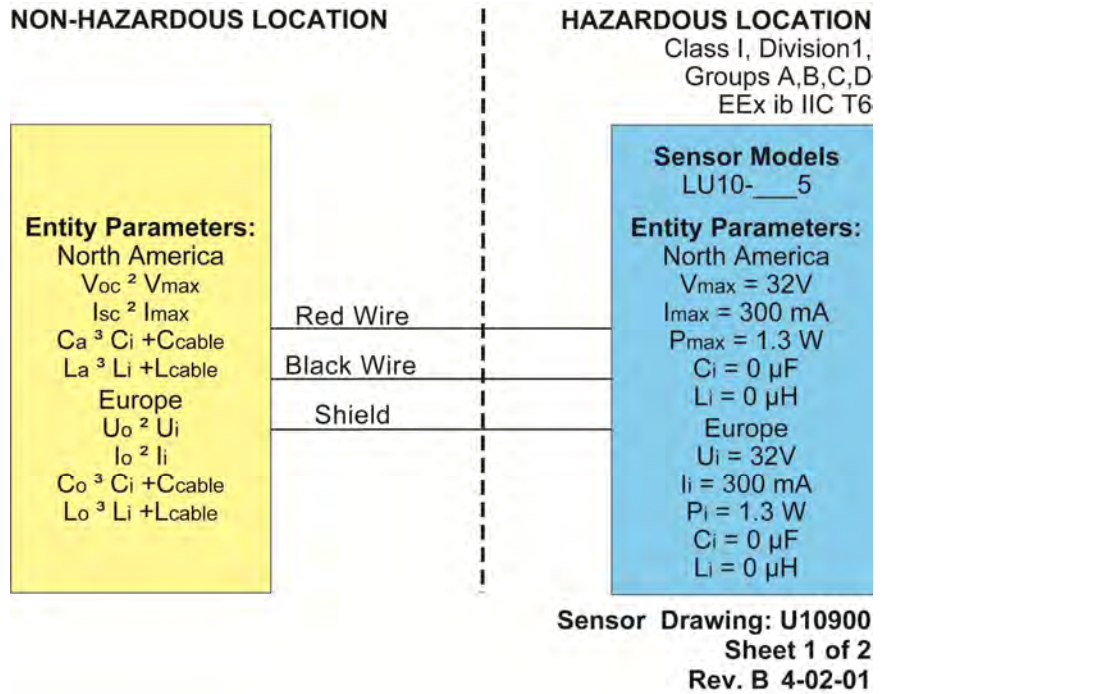 NON-HAZARDOUS LOCATION
HAZARDOUS LOCATION
Class I, Division1,
Groups A,B,C,D
EEx ib IIC T6
Entity Parameters:
North America
Voc ² Vmax
Isc ² Imax
Ca ³ Ci +Ccable
La ³ Li +Lcable
Europe
Uo ² Ui
Io ² Ii
Co ³ Ci +Ccable
Lo ³ Li +Lcable
Red Wire
Black Wire
Shield
Sensor Models
LU10-___5
Entity Parameters:
North America
Vmax = 32V
Imax = 300 mA
Pmax = 1.3 W
Ci = 0 µF
Li = 0 µH
Europe
Ui = 32V
Ii = 300 mA
Pi = 1.3 W
Ci = 0 µF
Li = 0 µH
Sensor Drawing: U10900
Sheet 1 of 2
Rev. B 4-02-01